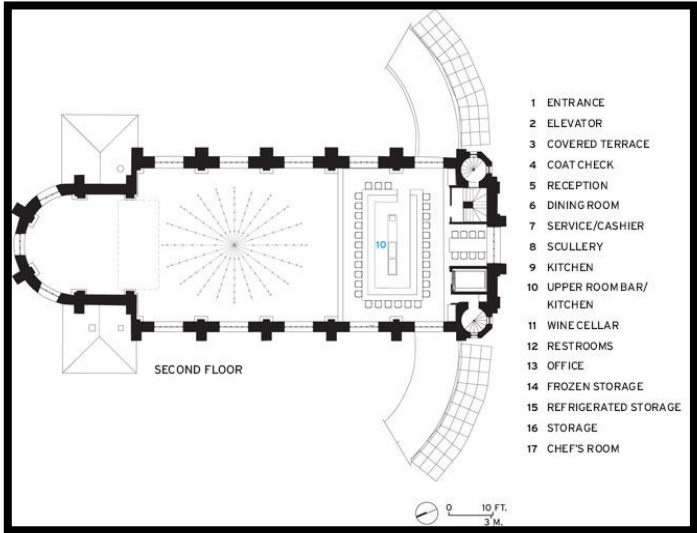 10
SECOND FLOOR
1 ENTRANCE
2 ELEVATOR
3 COVERED TERRACE
4 COAT CHECK
5 RECEPTION
6 DINING ROOM
7 SERVICE/CASHIER
8 SCULLERY
9 KITCHEN
10 UPPER ROOM BAR/
KITCHEN
11 WINE CELLAR
12 RESTROOMS
13 OFFICE
14 FROZEN STORAGE
15 REFRIGERATED STORAGE
16 STORAGE
17 CHEF'S ROOM
0 10 FT.
3 M.